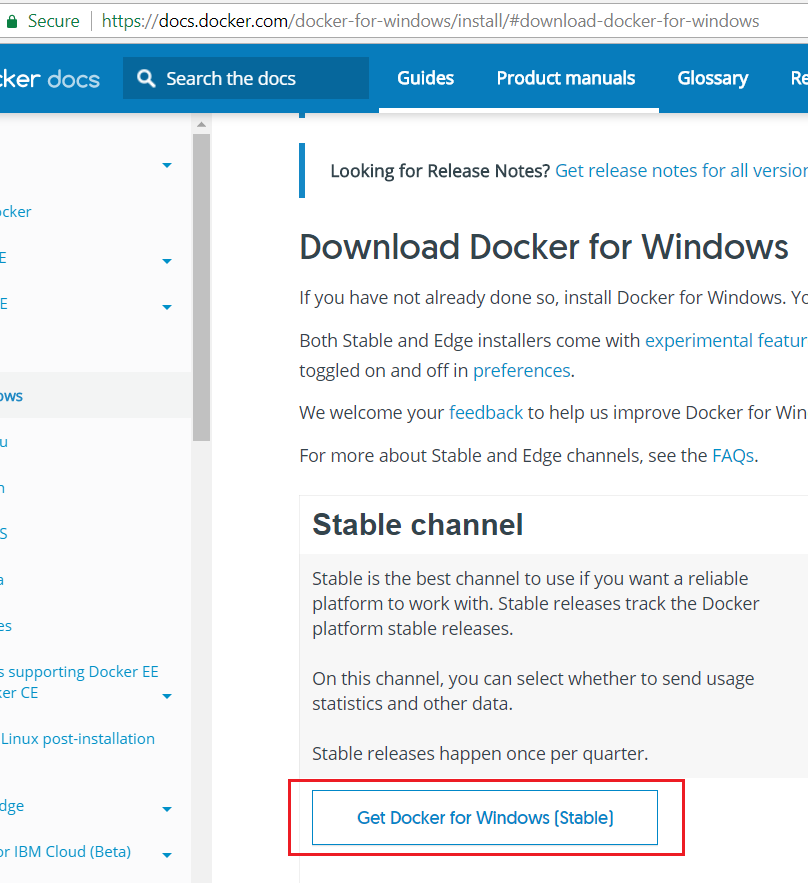 Secure https://docs.docker.com/docker-for-windows/install/#download-docker-for-windows
cker docs
Search the docs
Guides
Product manuals
Glossary
Re
Looking for Release Notes? Get release notes for all version
ocker
E
E
ows
u
n
S
a
es
s supporting Docker EE
ker CE
Linux post-installation
dge
or IBM Cloud (Beta)
Download Docker for Windows
If you have not already done so, install Docker for Windows. Yo
Both Stable and Edge installers come with experimental featur
toggled on and off in preferences.
We welcome your feedback to help us improve Docker for Win
For more about Stable and Edge channels, see the FAQs.
Stable channel
Stable is the best channel to use if you want a reliable
platform to work with. Stable releases track the Docker
platform stable releases.
On this channel, you can select whether to send usage
statistics and other data.
Stable releases happen once per quarter.
Get Docker for Windows (Stable)